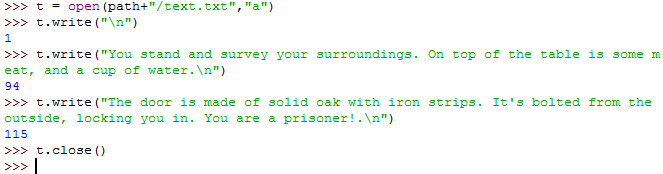 >>> t = open(path+"/text.txt","a")
>>> t.write("\n")
1
>>> t.write("You stand and survey your surroundings. On top of the table is some m
eat, and a cup of water.\n")
94
>>> t.write("The door is made of solid oak with iron strips. It's bolted from the
outside, locking you in. You are a prisoner!.\n")
115
>>> t.close()
>>>